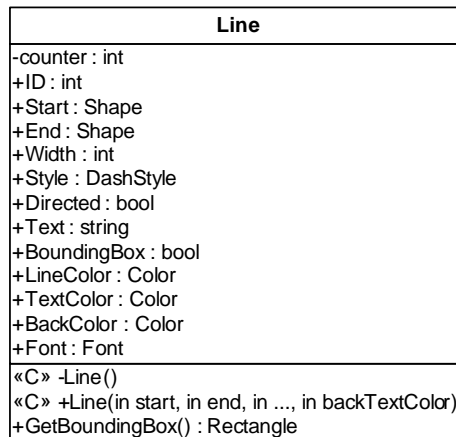 Line
-counter : int
+ID : int
+Start : Shape
+End : Shape
+Width : int
+Style : DashStyle
+Directed : bool
+Text : string
+BoundingBox : bool
+LineColor : Color
+TextColor : Color
+BackColor : Color
+Font : Font
«C» -Line()
«C» +Line(in start, in end, in ..., in backTextColor)
+GetBoundingBox() : Rectangle